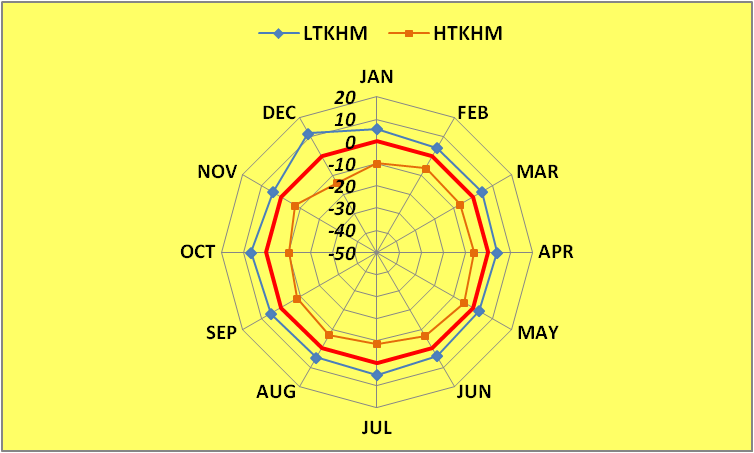 LTKHM HTKHM
JAN
DEC 20 FEB
10
0
NOV -10 MAR
-20
-30
-40
OCT -50 APR
SEP MAY
AUG JUN
JUL